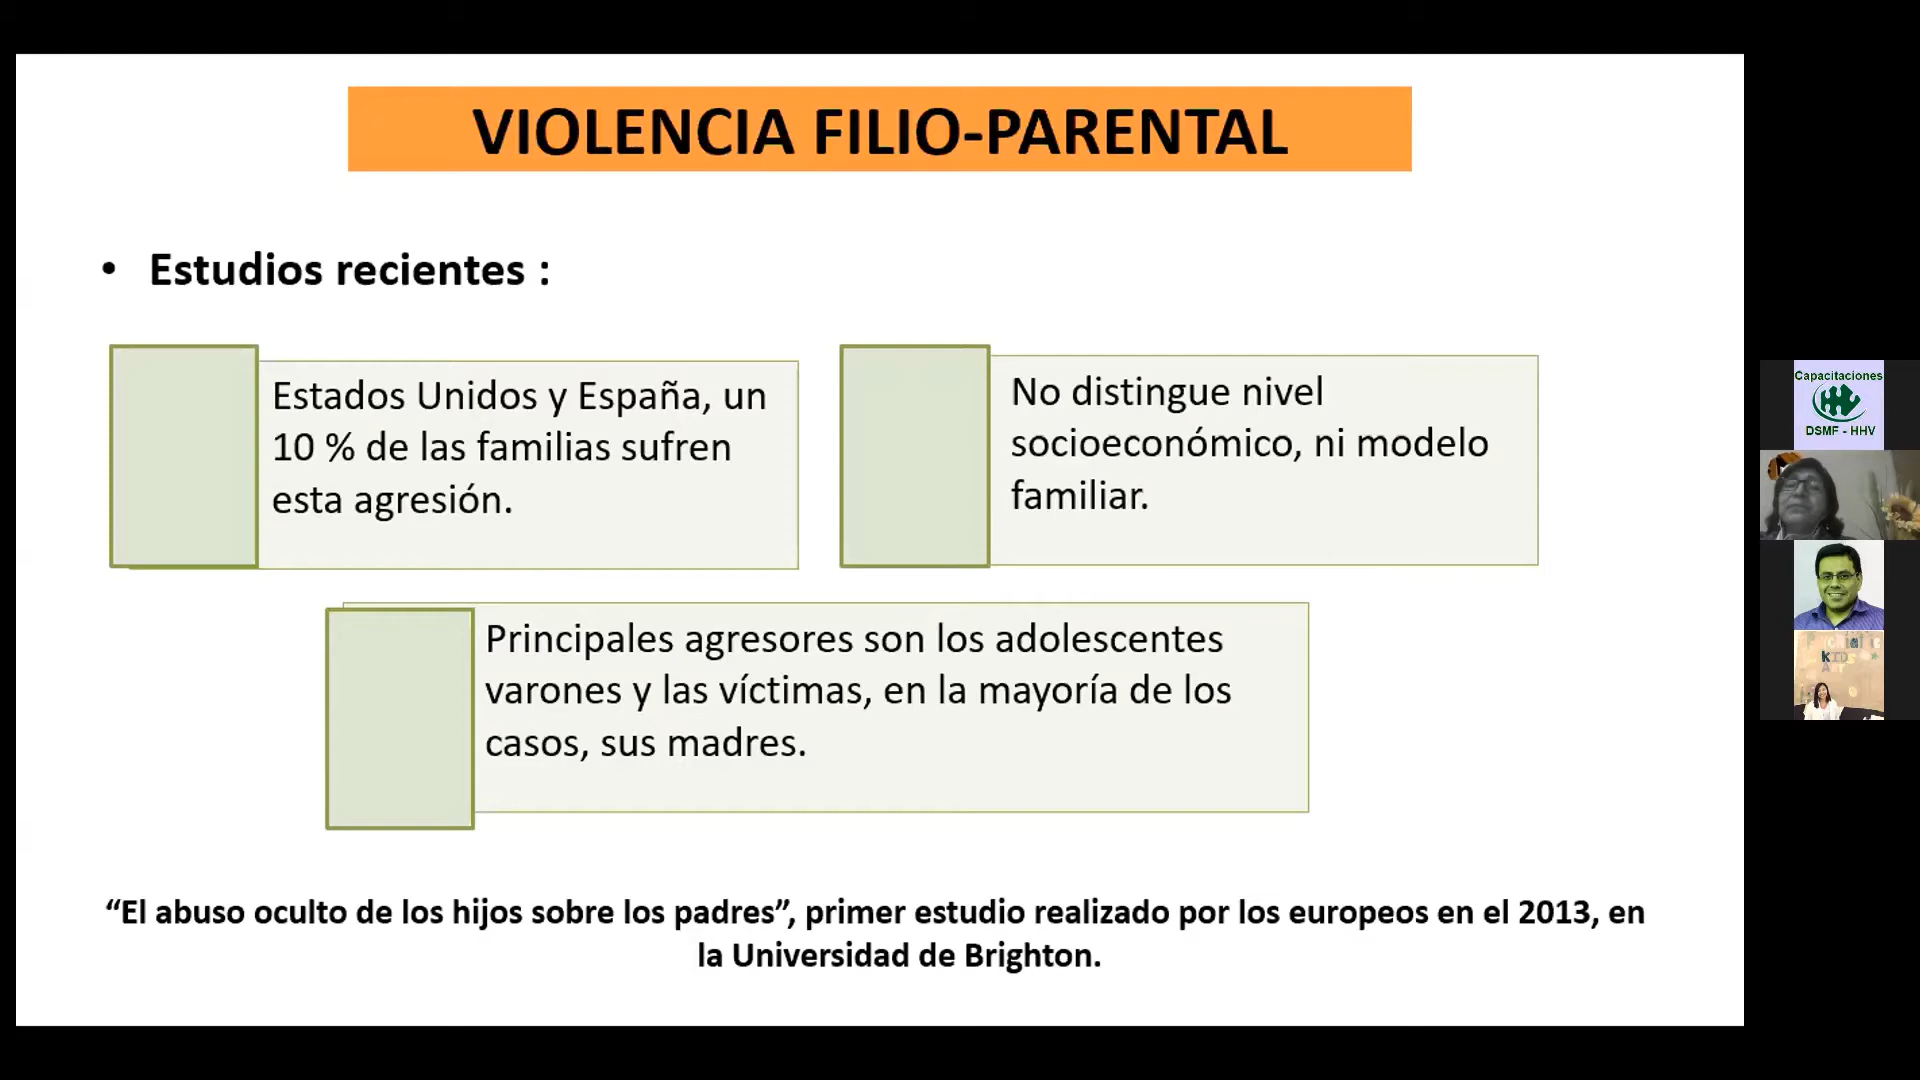 VIOLENCIA FILIO-PARENTAL
• Estudios recientes :
Estados Unidos y España, un
10 % de las familias sufren
esta agresión.
No distingue nivel
socioeconómico, ni modelo
familiar.
Principales agresores son los adolescentes
varones y las víctimas, en la mayoría de los
casos, sus madres.
“El abuso oculto de los hijos sobre los padres”, primer estudio realizado por los europeos en el 2013, en
la Universidad de Brighton.
Capacitaciones
DSMF - HHV
KIDS